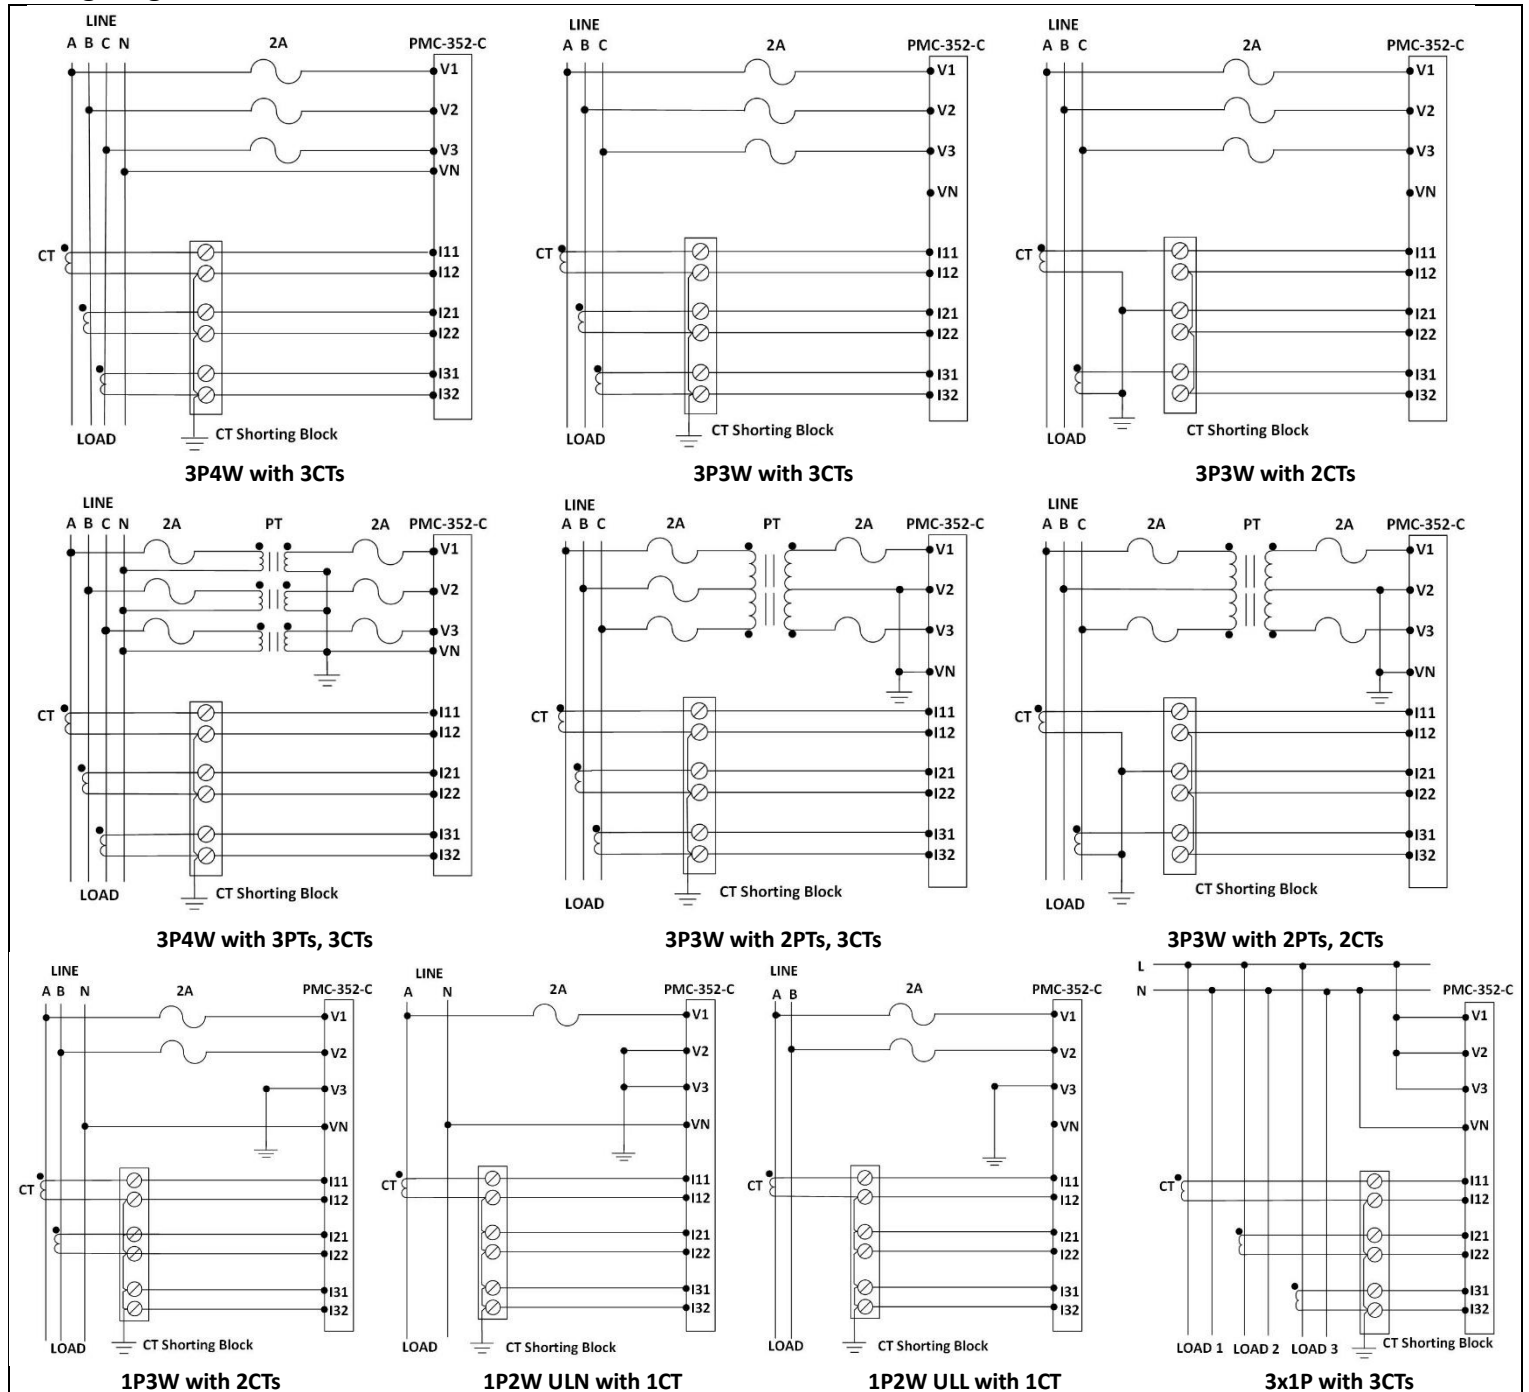 LINE
A B C N 2A PMC-352-C
V1
V2
V3
VN
CT
I11
I12
I21
I22
I31
I32
LOAD CT Shorting Block
3P4W with 3CTs
LINE
A B C 2A PMC-352-C
V1
V2
V3
VN
CT
I11
I12
I21
I22
I31
I32
LOAD CT Shorting Block
3P3W with 3CTs
LINE
A B C 2A PMC-352-C
V1
V2
V3
VN
CT
I11
I12
I21
I22
I31
I32
LOAD CT Shorting Block
3P3W with 2CTs
LINE
A B C N 2A PT 2A PMC-352-C
V1
V2
V3
VN
CT
I11
I12
I21
I22
I31
I32
LOAD CT Shorting Block
3P4W with 3PTs, 3CTs
LINE
A B C 2A PT 2A PMC-352-C
V1
V2
V3
VN
CT
I11
I12
I21
I22
I31
I32
LOAD CT Shorting Block
3P3W with 2PTs, 3CTs
LINE
A B C 2A PT 2A PMC-352-C
V1
V2
V3
VN
CT
I11
I12
I21
I22
I31
I32
LOAD CT Shorting Block
3P3W with 2PTs, 2CTs
LINE
A B N 2A PMC-352-C
V1
V2
V3
VN
CT
I11
I12
I21
I22
I31
I32
LOAD CT Shorting Block
1P3W with 2CTs
LINE
A N 2A PMC-352-C
V1
V2
V3
VN
CT
I11
I12
I21
I22
I31
I32
LOAD CT Shorting Block
1P2W ULN with 1CT
LINE
A B 2A PMC-352-C
V1
V2
V3
VN
CT
I11
I12
I21
I22
I31
I32
LOAD CT Shorting Block
1P2W ULL with 1CT
L
N PMC-352-C
V1
V2
V3
VN
CT
I11
I12
I21
I22
I31
I32
LOAD 1 LOAD 2 LOAD 3 CT Shorting Block
3x1P with 3CTs